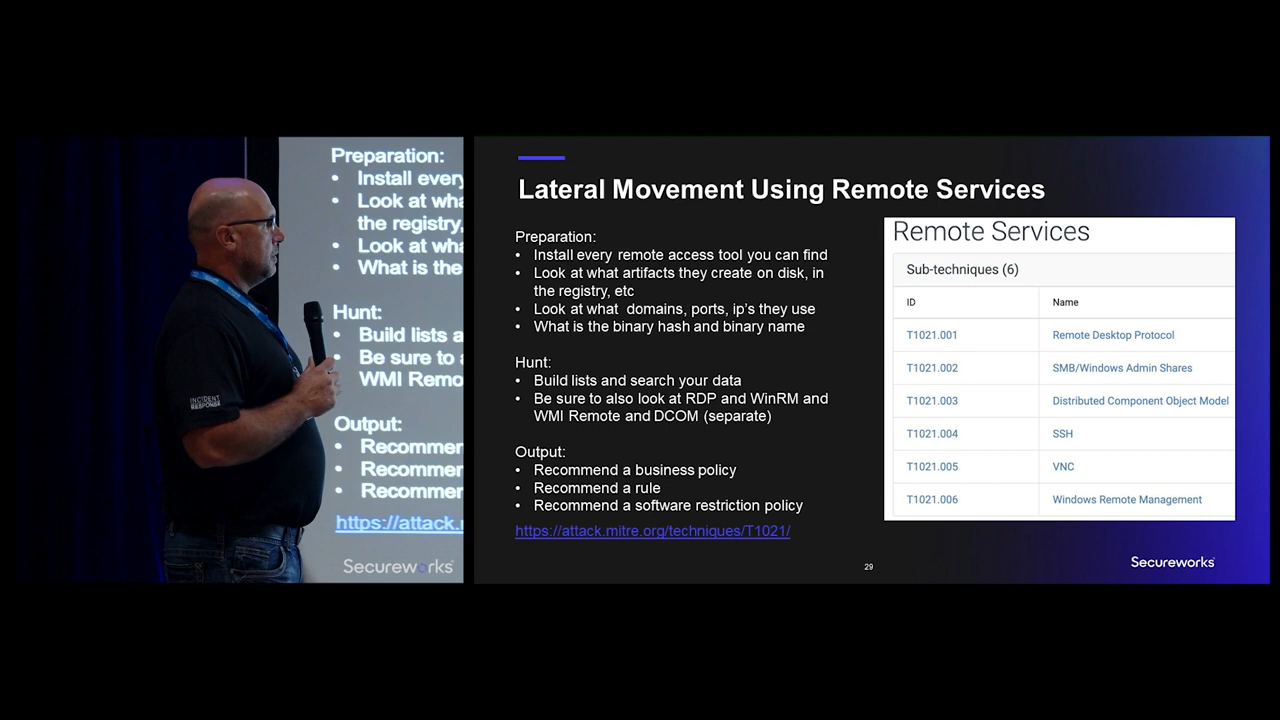 Preparation:
• Install every
• Look at wha
the registry,
• Look at wha
• What is the
Hunt:
• Build lists a
• Be sure to a
WMI Remo
Output:
• Recommen
• Recommen
• Recommen
https://attack.m
Secureworks
INCIDENT
RESPONSE
Lateral Movement Using Remote Services
Preparation:
• Install every remote access tool you can find
• Look at what artifacts they create on disk, in
the registry, etc
• Look at what domains, ports, ip's they use
• What is the binary hash and binary name
Hunt:
• Build lists and search your data
• Be sure to also look at RDP and WinRM and
WMI Remote and DCOM (separate)
Output:
• Recommend a business policy
• Recommend a rule
• Recommend a software restriction policy
https://attack.mitre.org/techniques/T1021/
Remote Services
Sub-techniques (6)
ID Name
T1021.001 Remote Desktop Protocol
T1021.002 SMB/Windows Admin Shares
T1021.003 Distributed Component Object Model
T1021.004 SSH
T1021.005 VNC
T1021.006 Windows Remote Management
29
Secureworks